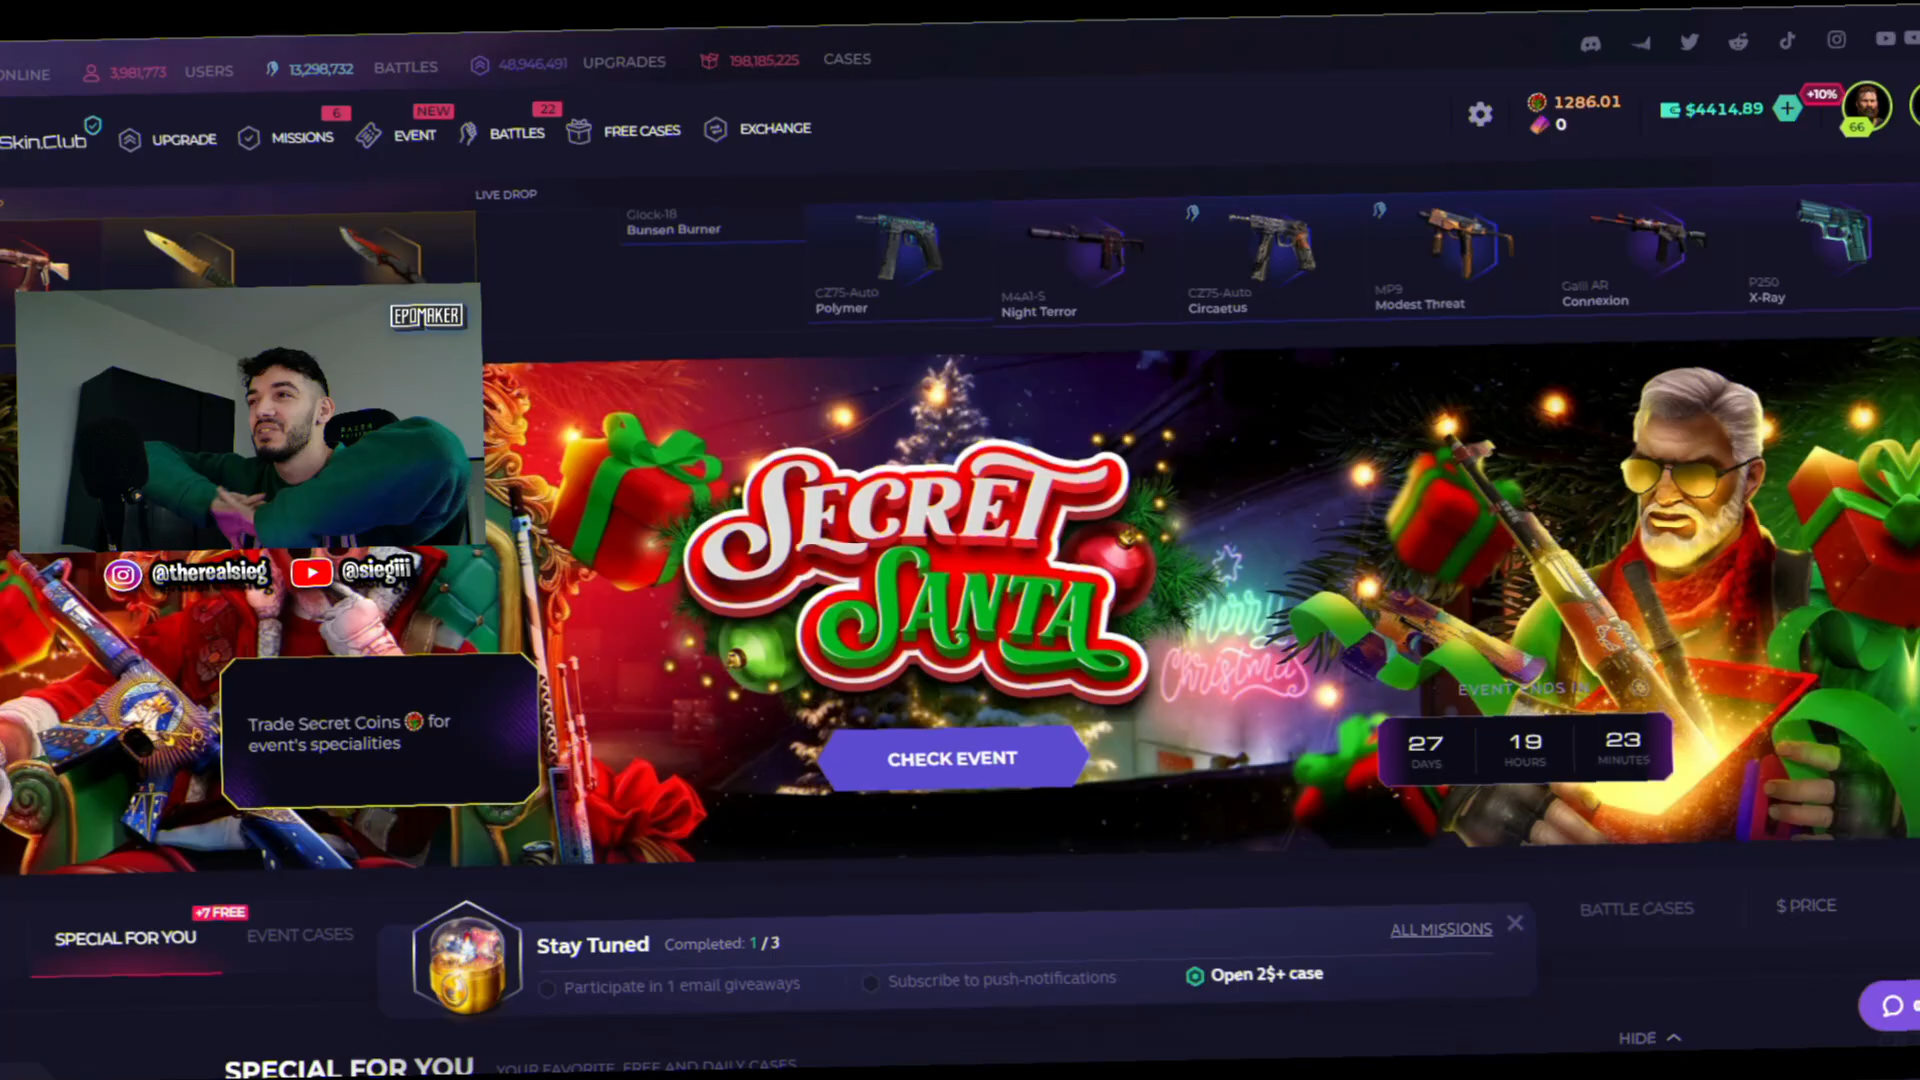 ONLINE 3,981,773 USERS 13,298,732 BATTLES 48,946,491 UPGRADES 198,185,225 CASES
Skin.Club UPGRADE MISSIONS 6 EVENT NEW BATTLES 22 FREE CASES EXCHANGE
1286.01
0
$4414.89
+10%
66
LIVE DROP
Glock-18
Bunsen Burner
CZ75-Auto
Polymer
M4A1-S
Night Terror
CZ75-Auto
Circaetus
MP9
Modest Threat
Galil AR
Connexion
P250
X-Ray
EPOMAKER
RAZER
@therealsieg @siegiii
SECRET
SANTA
Merry
Christmas
Trade Secret Coins for
event's specialities
CHECK EVENT
EVENT ENDS IN
27 19 23
DAYS HOURS MINUTES
+7 FREE
SPECIAL FOR YOU EVENT CASES
Stay Tuned Completed: 1 / 3
ALL MISSIONS
Participate in 1 email giveaways Subscribe to push-notifications Open 2$+ case
BATTLE CASES $ PRICE
HIDE
SPECIAL FOR YOU YOUR FAVORITE, FREE AND DAILY CASES